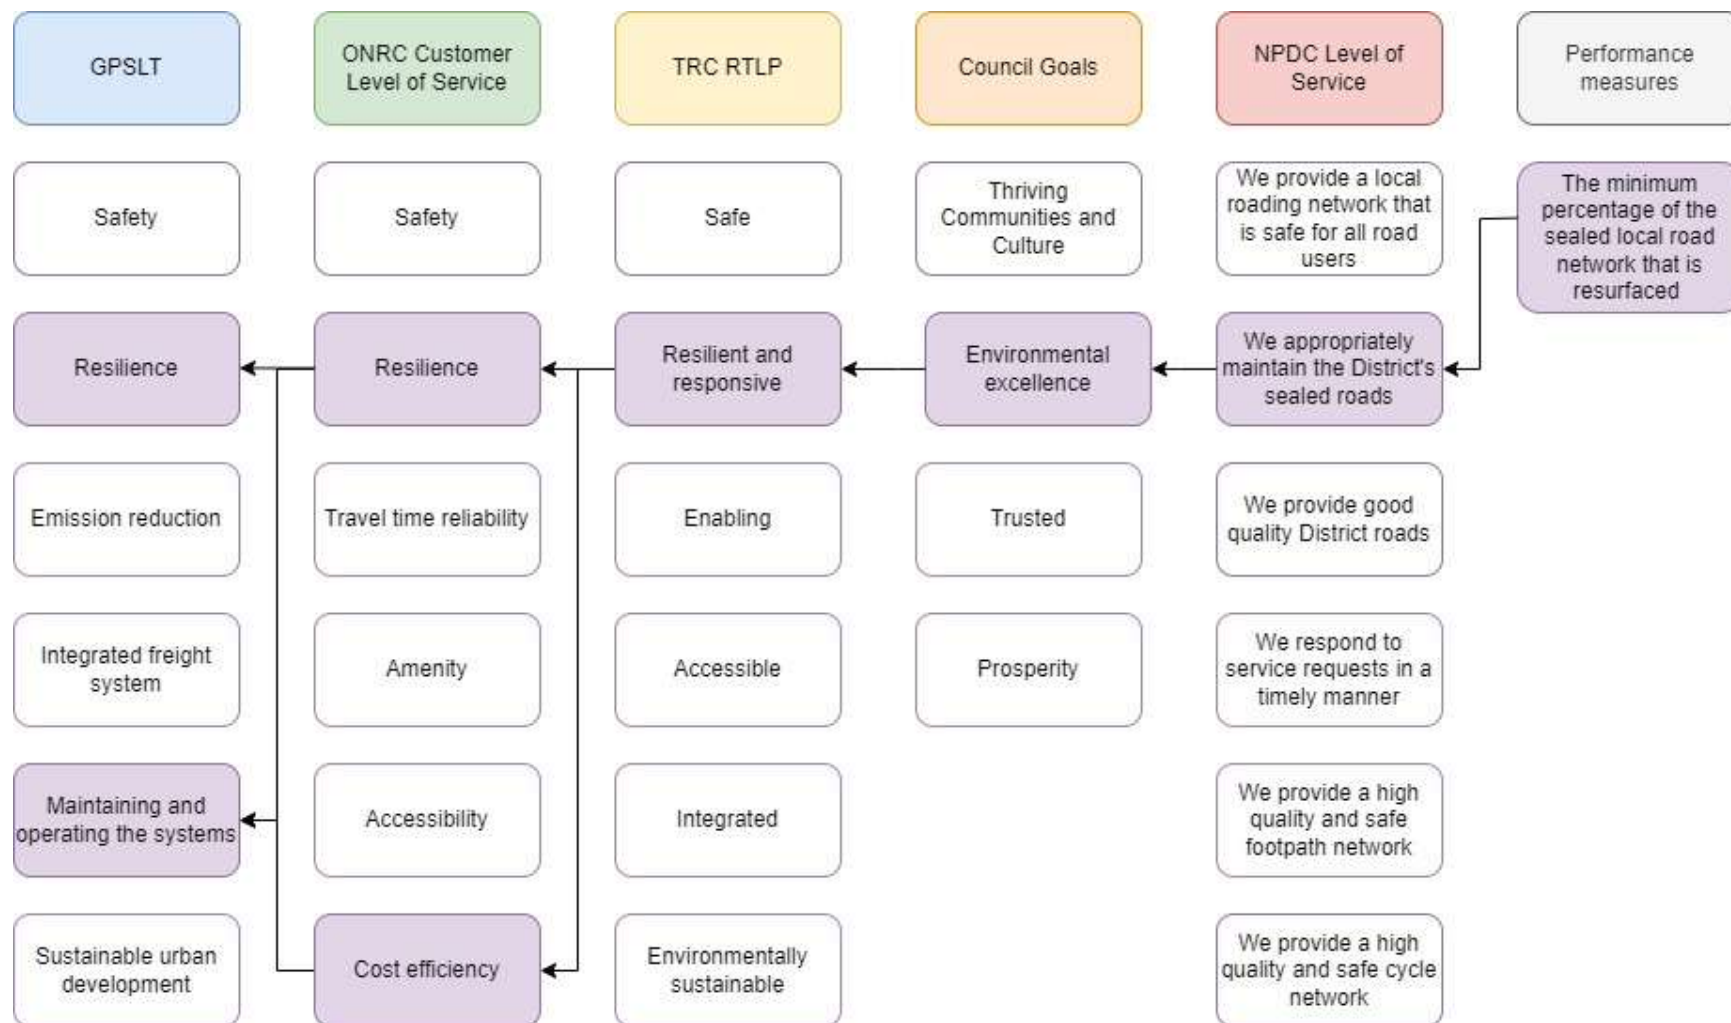 GPSLT
ONRC Customer
Level of Service
TRC RTLP
Council Goals
NPDC Level of
Service
Performance
measures
Safety
Safety
Safe
Thriving
Communities and
Culture
We provide a local
roading network that
is safe for all road
users
The minimum
percentage of the
sealed local road
network that is
resurfaced
Resilience
Resilience
Resilient and
responsive
Environmental
excellence
We appropriately
maintain the District's
sealed roads
Emission reduction
Travel time reliability
Enabling
Trusted
We provide good
quality District roads
Integrated freight
system
Amenity
Accessible
Prosperity
We respond to
service requests in a
timely manner
Maintaining and
operating the systems
Accessibility
Integrated
We provide a high
quality and safe
footpath network
Sustainable urban
development
Cost efficiency
Environmentally
sustainable
We provide a high
quality and safe cycle
network